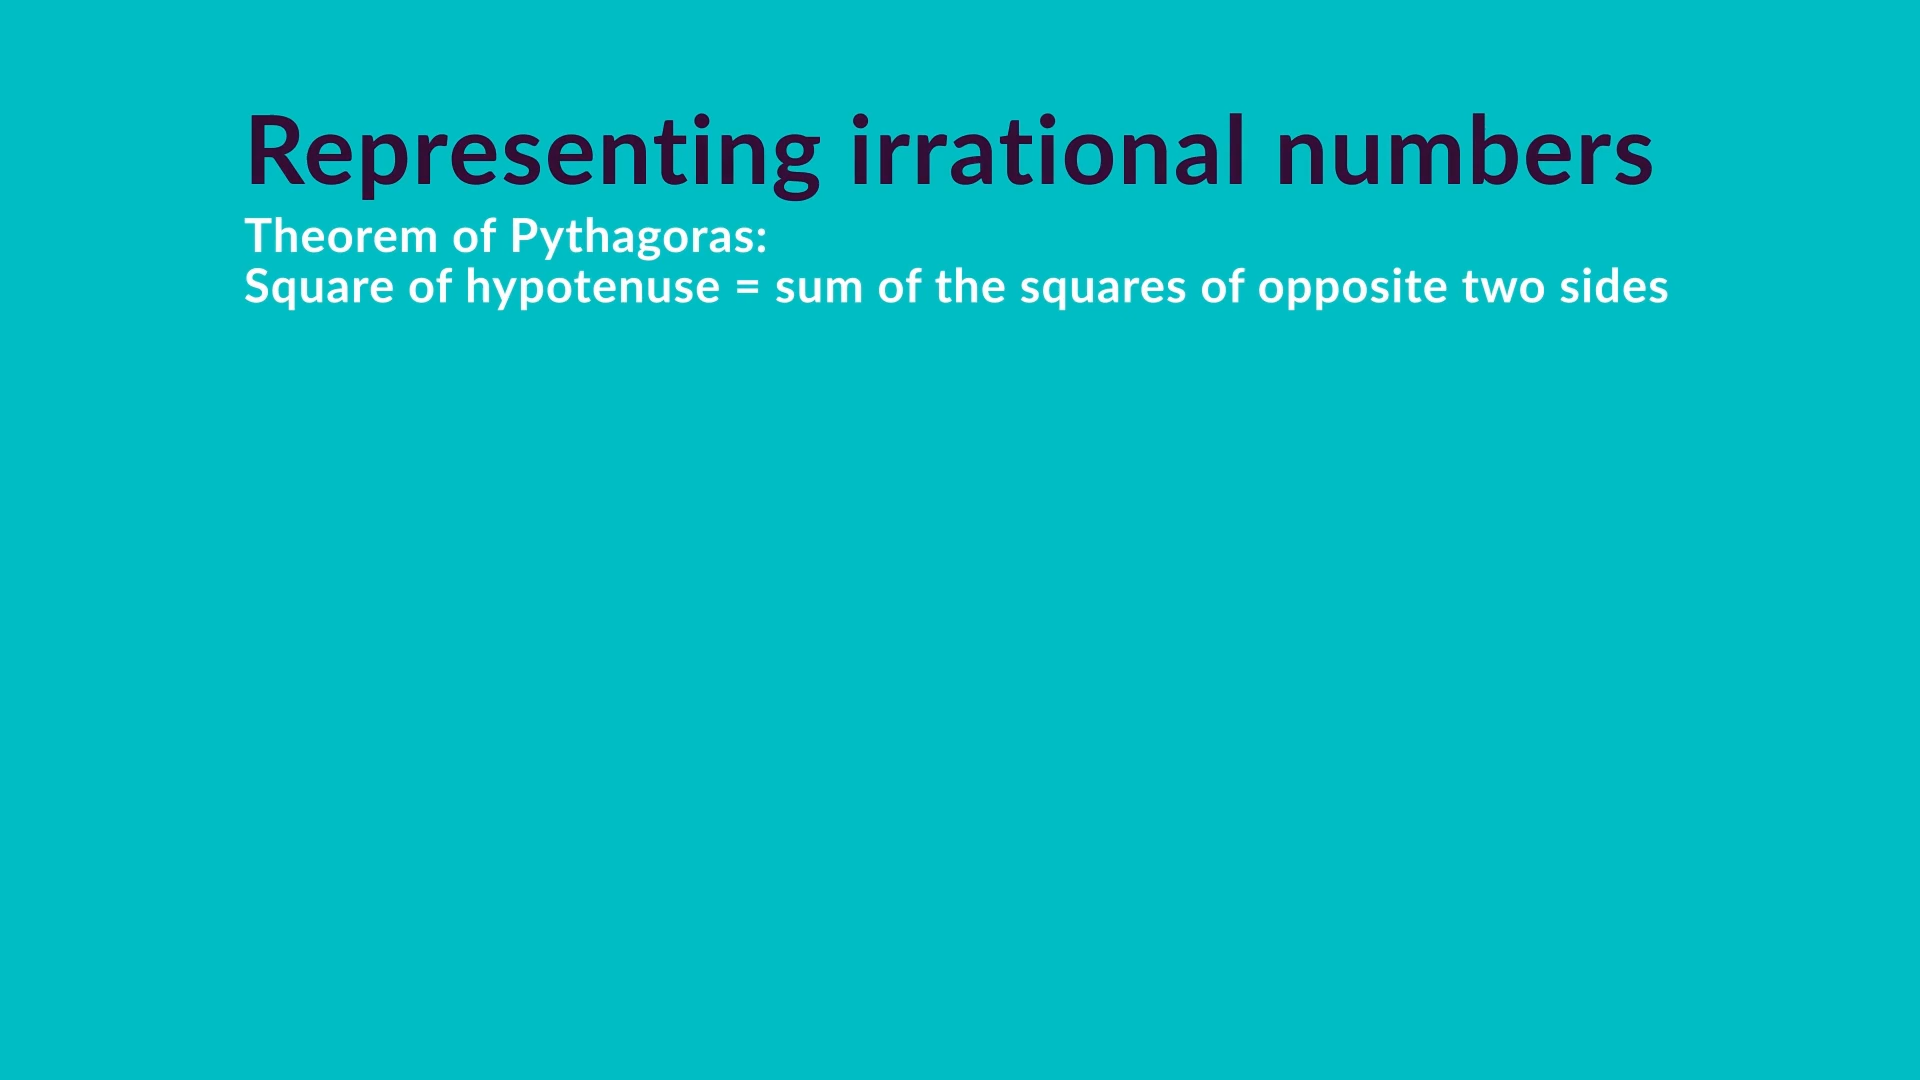 Representing irrational numbers
Theorem of Pythagoras:
Square of hypotenuse = sum of the squares of opposite two sides